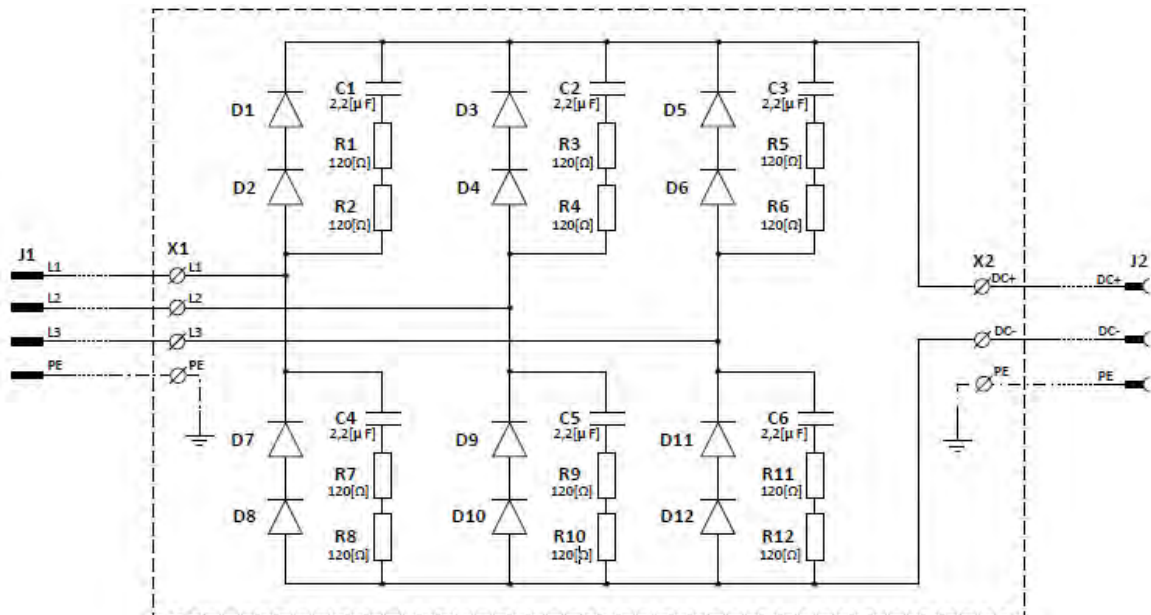 C1
2,2[µF]
C2
2,2[µF]
C3
2,2[µF]
D1
D3
D5
R1
120[Ω]
R3
120[Ω]
R5
120[Ω]
D2
D4
D6
R2
120[Ω]
R4
120[Ω]
R6
120[Ω]
J1
X1
X2
J2
L1
L1
DC+
DC+
L2
L2
L3
L3
DC-
DC-
PE
PE
PE
PE
C4
2,2[µF]
C5
2,2[µF]
C6
2,2[µF]
D7
D9
D11
R7
120[Ω]
R9
120[Ω]
R11
120[Ω]
D8
D10
D12
R8
120[Ω]
R10
120[Ω]
R12
120[Ω]